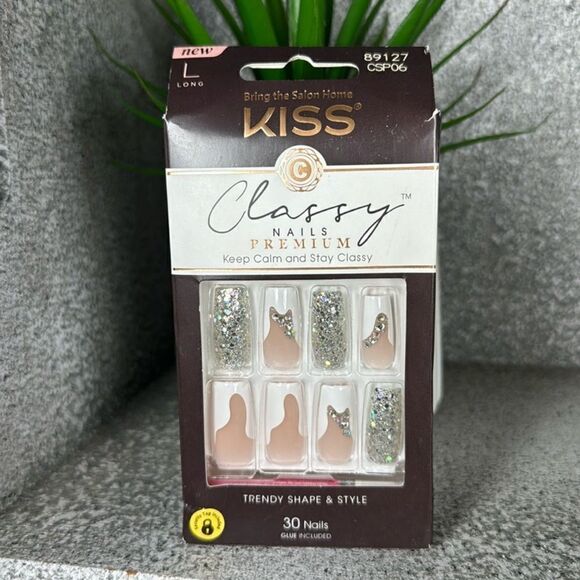 new
L
LONG
89127
CSP06
Bring the Salon Home
KISS®
C
Classy™
NAILS
PREMIUM
Keep Calm and Stay Classy
TRENDY SHAPE & STYLE
30 Nails
GLUE INCLUDED